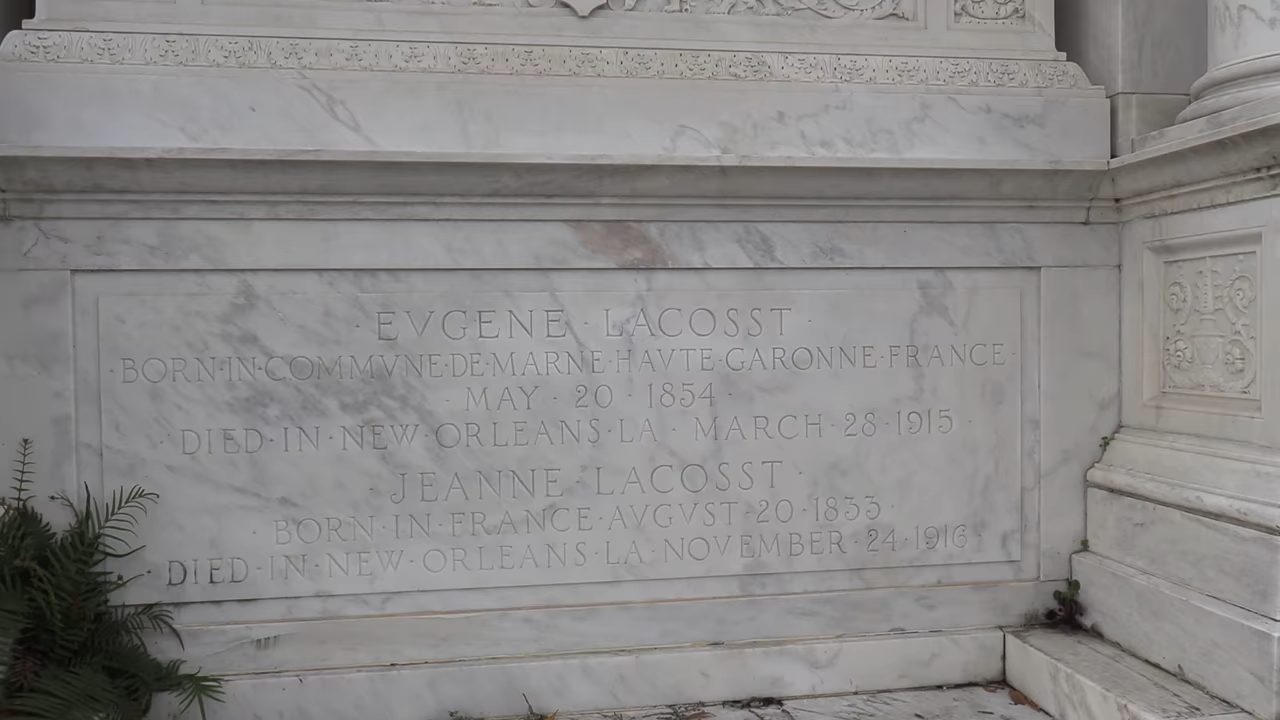 · EVGENE · LACOSST ·
· BORN · IN · COMMVNE · DE · MARNE · HAVTE · GARONNE · FRANCE ·
· MAY · 20 · 1854 ·
· DIED · IN · NEW · ORLEANS · LA · MARCH · 28 · 1915 ·
· JEANNE · LACOSST ·
· BORN · IN · FRANCE · AVGVST · 20 · 1833 ·
· DIED · IN · NEW · ORLEANS · LA · NOVEMBER · 24 · 1916 ·